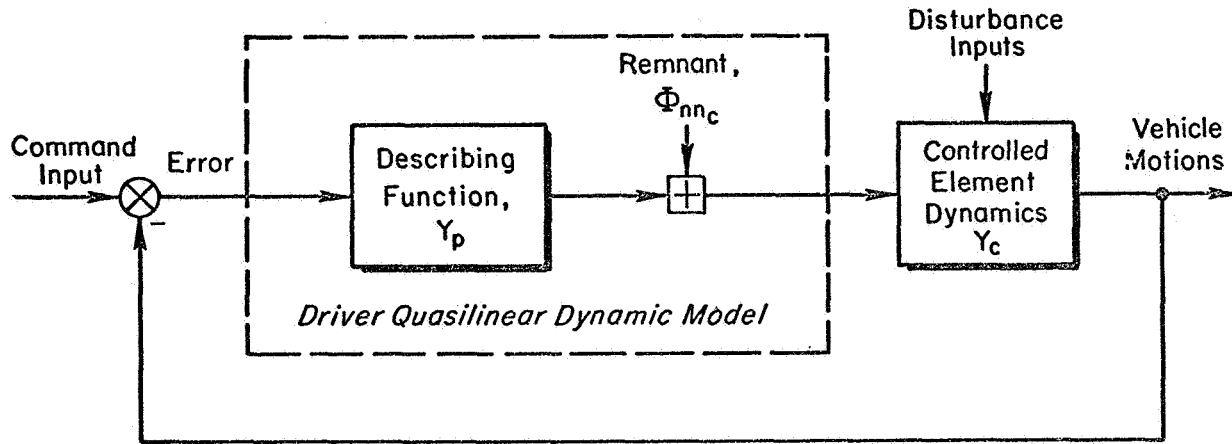 Disturbance
Inputs
Remnant,
Φnnc
Command
Input
Error
Describing
Function,
Yp
Controlled
Element
Dynamics
Yc
Vehicle
Motions
Driver Quasilinear Dynamic Model